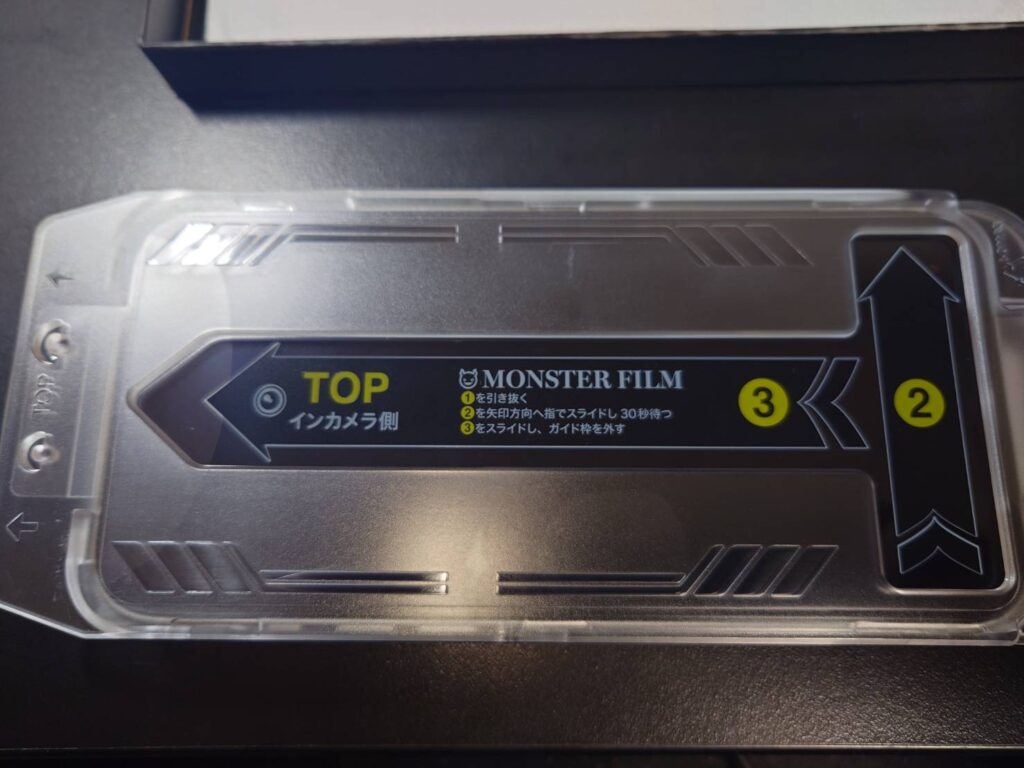 TOP
TOP
インカメラ側
MONSTER FILM
1を引き抜く
2を矢印方向へ指でスライドし 30秒待つ
3をスライドし、ガイド枠を外す
3
2